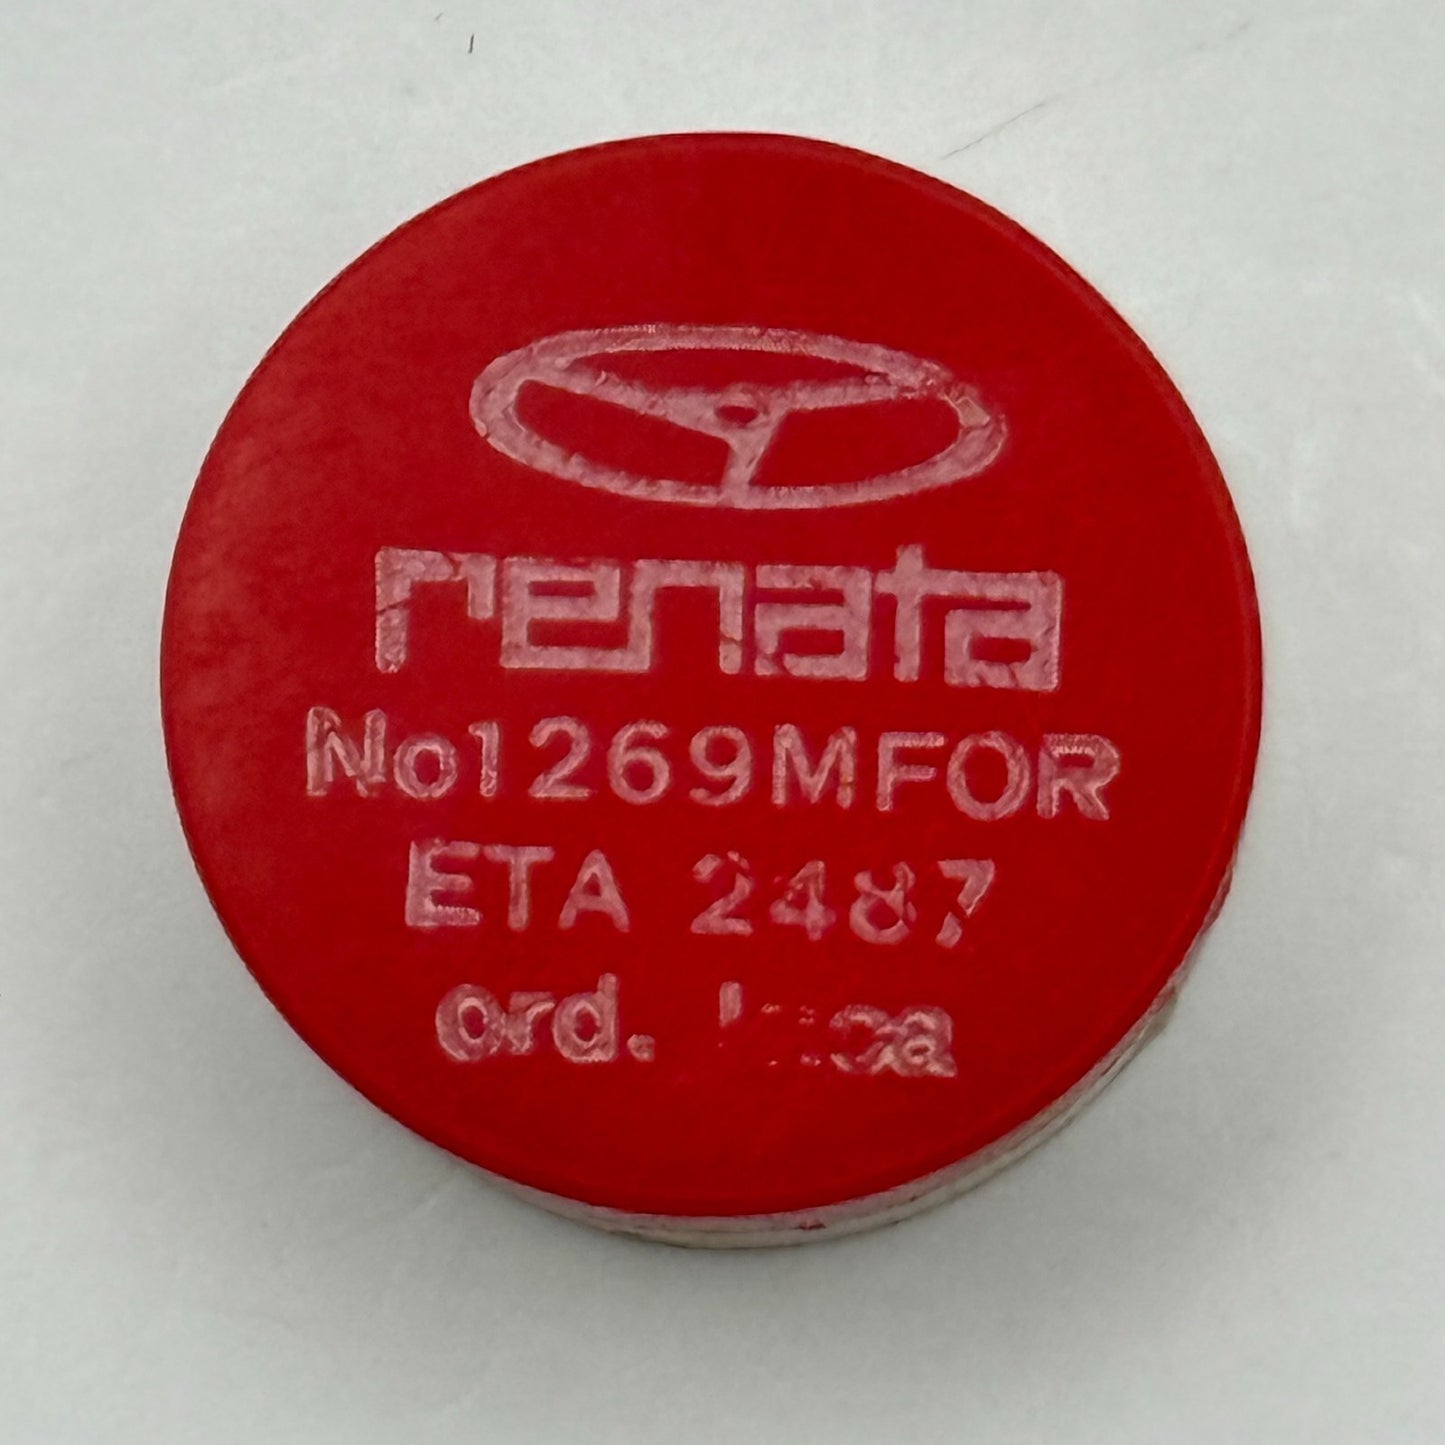 renata
No1269MFOR
ETA 2487
ord.